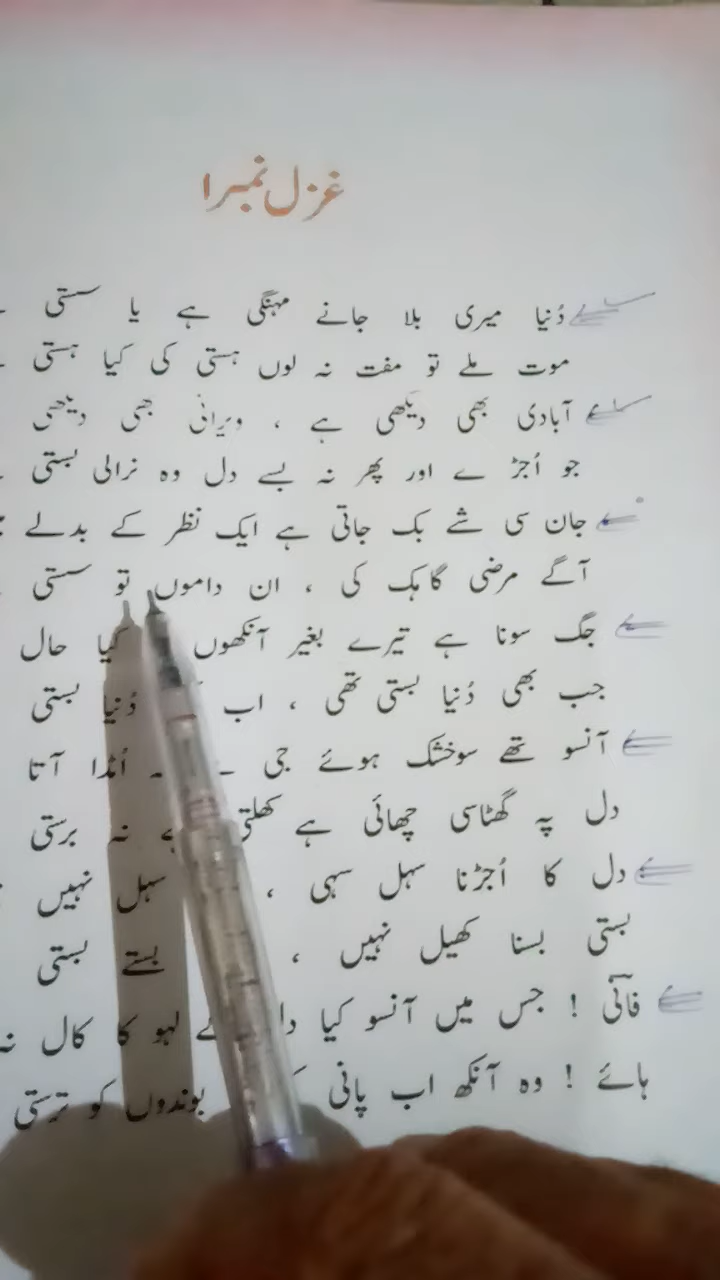 غزل نمبرا
دُنیا میری بلا جانے مہنگی ہے یا سستی
موت ملے تو مفت نہ لوں ہستی کی کیا ہستی
آبادی بھی دیکھی ہے ، ویرانی بھی دیکھی
جو اُجڑے اور پھر نہ بسے دل وہ نرالی بستی
جان سی شے بک جاتی ہے ایک نظر کے بدلے
آگے مرضی گاہک کی ، ان داموں تو سستی
جگ سونا ہے تیرے بغیر آنکھوں کیا حال
جب بھی دُنیا بستی تھی ، اب دُنیا بستی
آنسو تھے سو خشک ہوئے جی اُمڈا آتا
دل پہ گھٹا سی چھائی ہے کھلتی ہے نہ برستی
دل کا اُجڑنا سہل سہی ، سہل نہیں
بستی بسنا کھیل نہیں ، بستے بستی
فانی ! جس میں آنسو کیا لہو کا کال نہ
ہائے ! وہ آنکھ اب پانی بوندوں کو ترستی